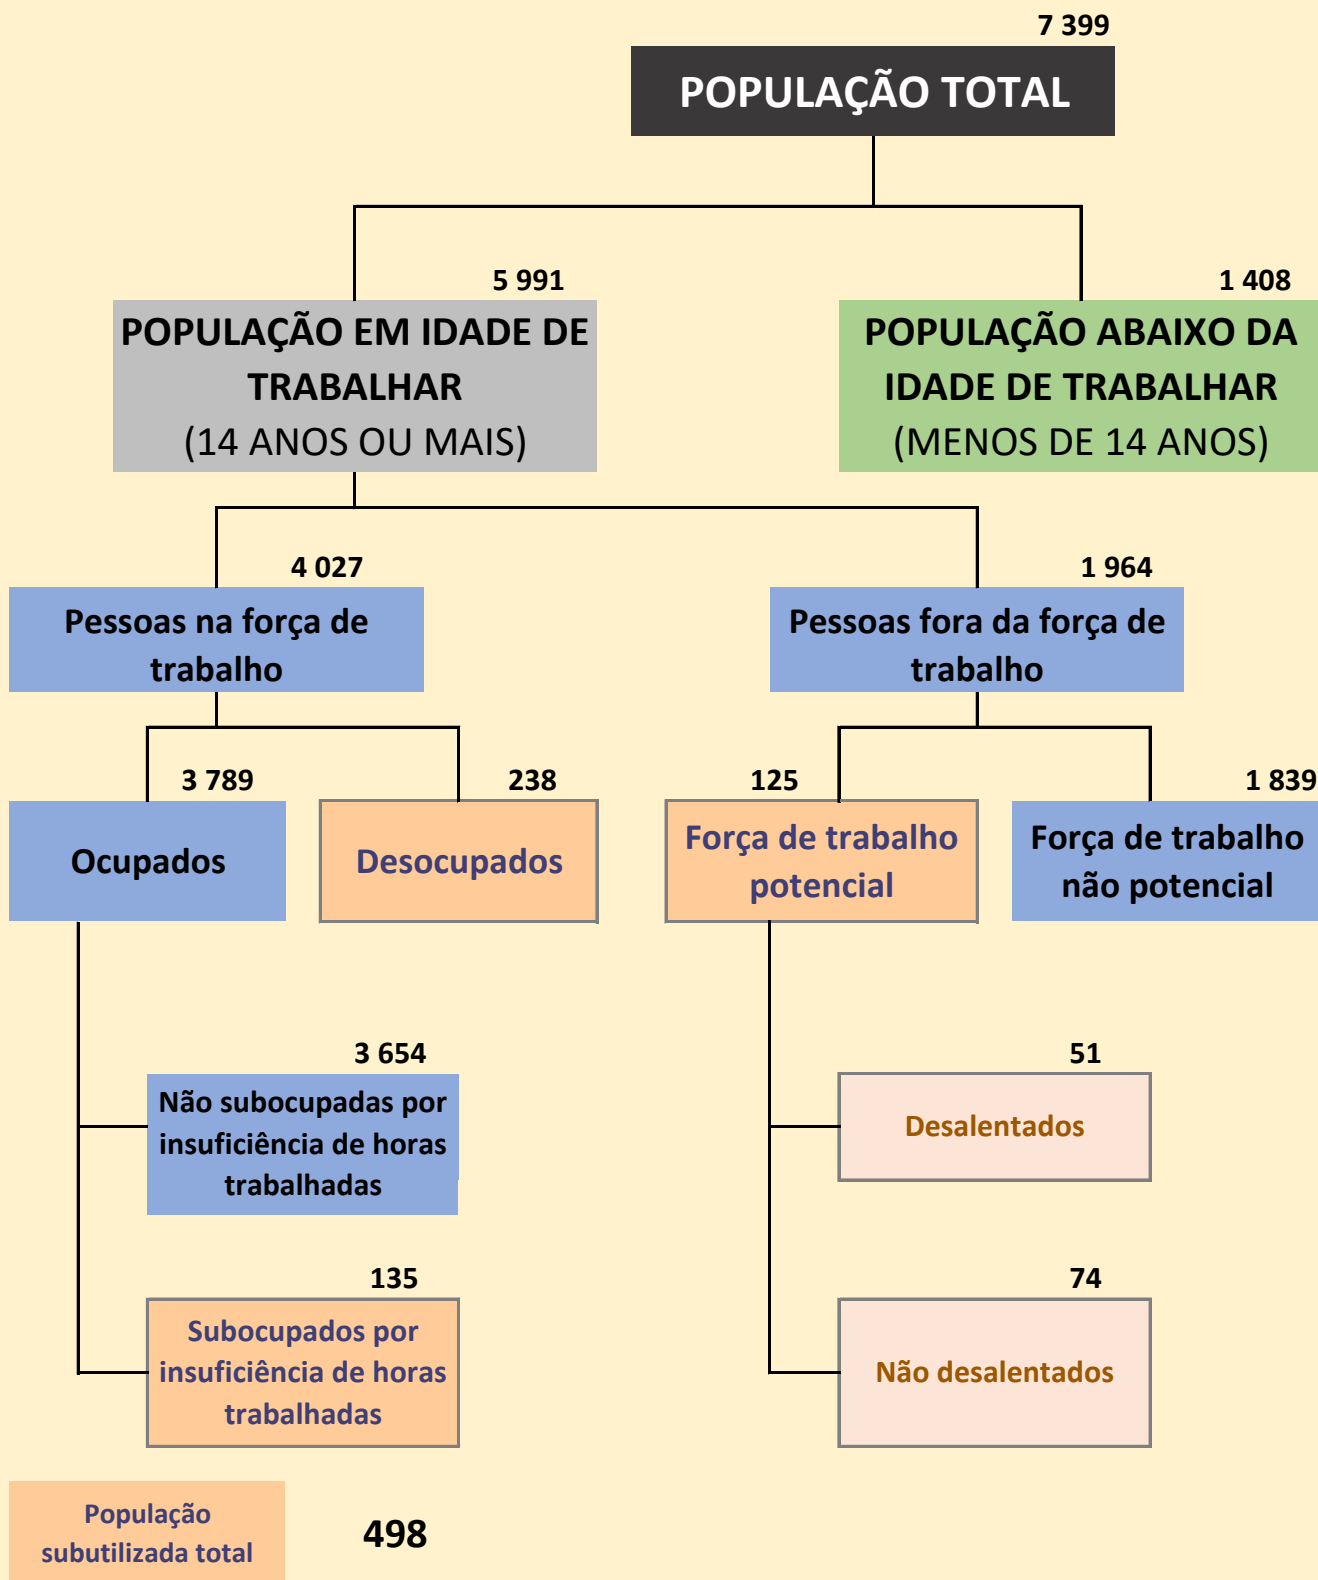 7 399
POPULAÇÃO TOTAL
5 991
POPULAÇÃO EM IDADE DE
TRABALHAR
(14 ANOS OU MAIS)
1 408
POPULAÇÃO ABAIXO DA
IDADE DE TRABALHAR
(MENOS DE 14 ANOS)
4 027
Pessoas na força de
trabalho
1 964
Pessoas fora da força de
trabalho
3 789
Ocupados
238
Desocupados
125
Força de trabalho
potencial
1 839
Força de trabalho
não potencial
3 654
Não subocupadas por
insuficiência de horas
trabalhadas
51
Desalentados
135
Subocupados por
insuficiência de horas
trabalhadas
74
Não desalentados
População
subutilizada total
498